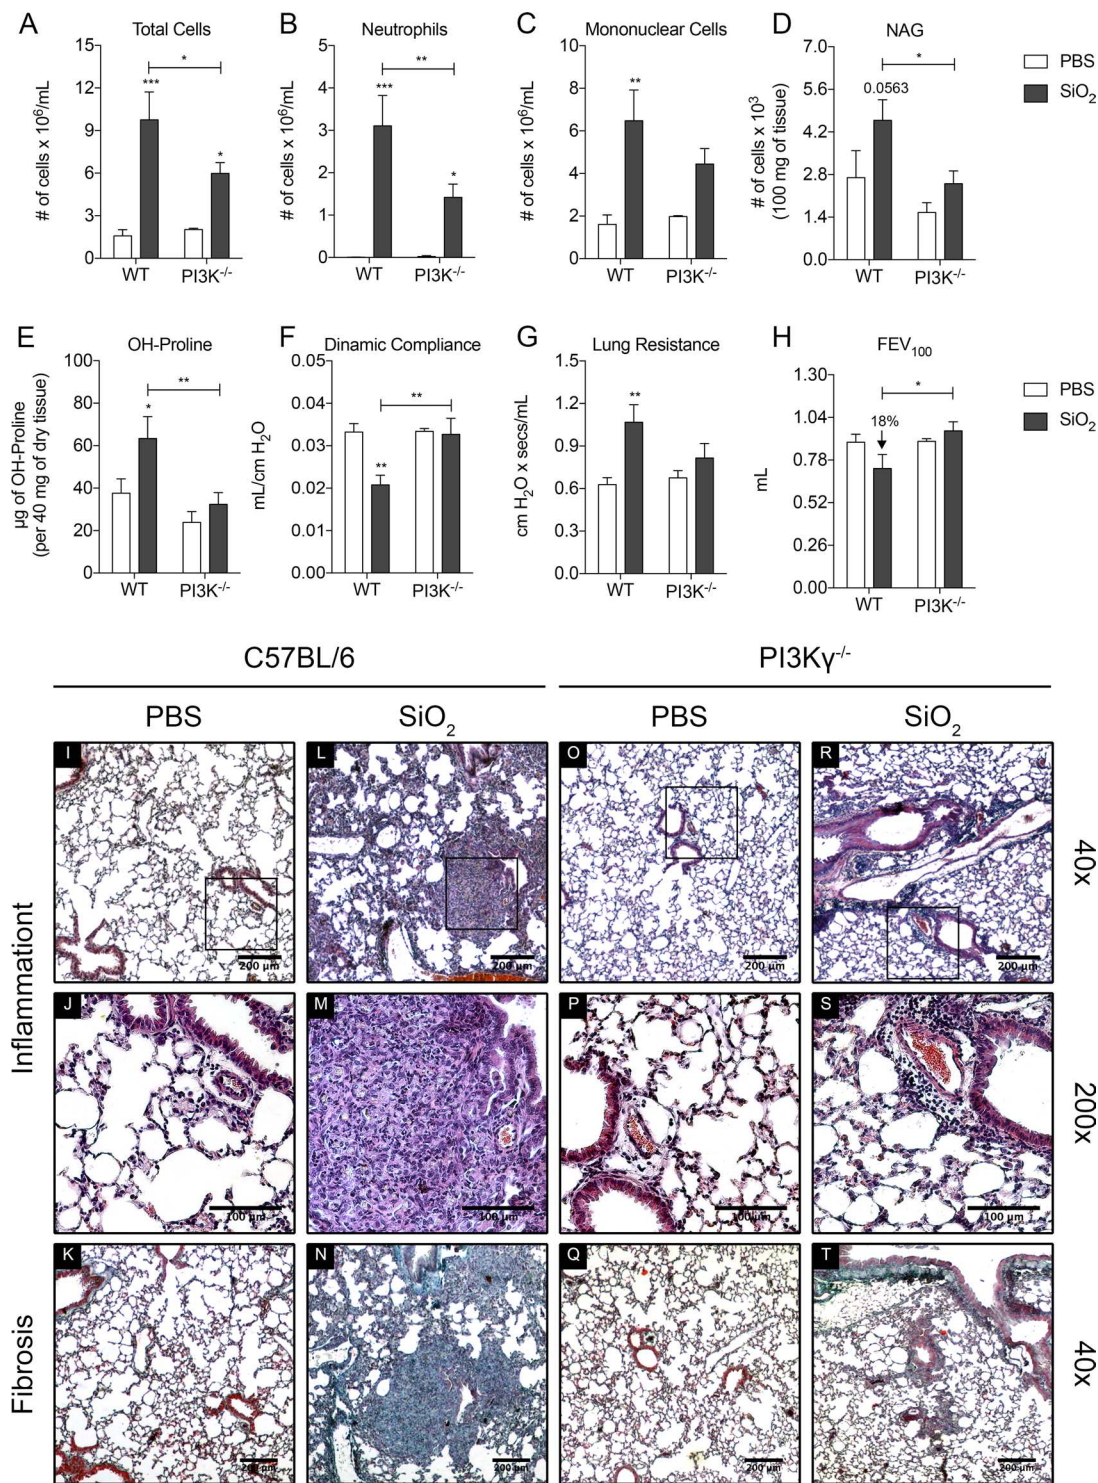 A Total Cells
# of cells x 10⁶/mL
15
12
9
6
3
0
***
*
*
WT PI3K⁻/⁻
B Neutrophils
# of cells x 10⁶/mL
5
4
3
2
1
0
***
**
*
WT PI3K⁻/⁻
C Mononuclear Cells
# of cells x 10⁶/mL
10
8
6
4
2
0
**
WT PI3K⁻/⁻
D NAG
# of cells x 10³
(100 mg of tissue)
7.0
5.6
4.2
2.8
1.4
0.0
0.0563
*
WT PI3K⁻/⁻
PBS
SiO₂
E OH-Proline
µg of OH-Proline
(per 40 mg of dry tissue)
100
80
60
40
20
0
*
**
WT PI3K⁻/⁻
F Dinamic Compliance
mL/cm H₂O
0.05
0.04
0.03
0.02
0.01
0.00
**
**
WT PI3K⁻/⁻
G Lung Resistance
cm H₂O x secs/mL
1.5
1.2
0.9
0.6
0.3
0.0
**
WT PI3K⁻/⁻
H FEV₁₀₀
mL
1.30
1.04
0.78
0.52
0.26
0.00
18%
*
WT PI3K⁻/⁻
PBS
SiO₂
C57BL/6 PI3Kγ⁻/⁻
PBS SiO₂ PBS SiO₂
Inflammationt
I 200 µm
L 200 µm
O 200 µm
R 200 µm
40x
J 100 µm
M 100 µm
P 100 µm
S 100 µm
200x
Fibrosis
K 200 µm
N 200 µm
Q 200 µm
T 200 µm
40x